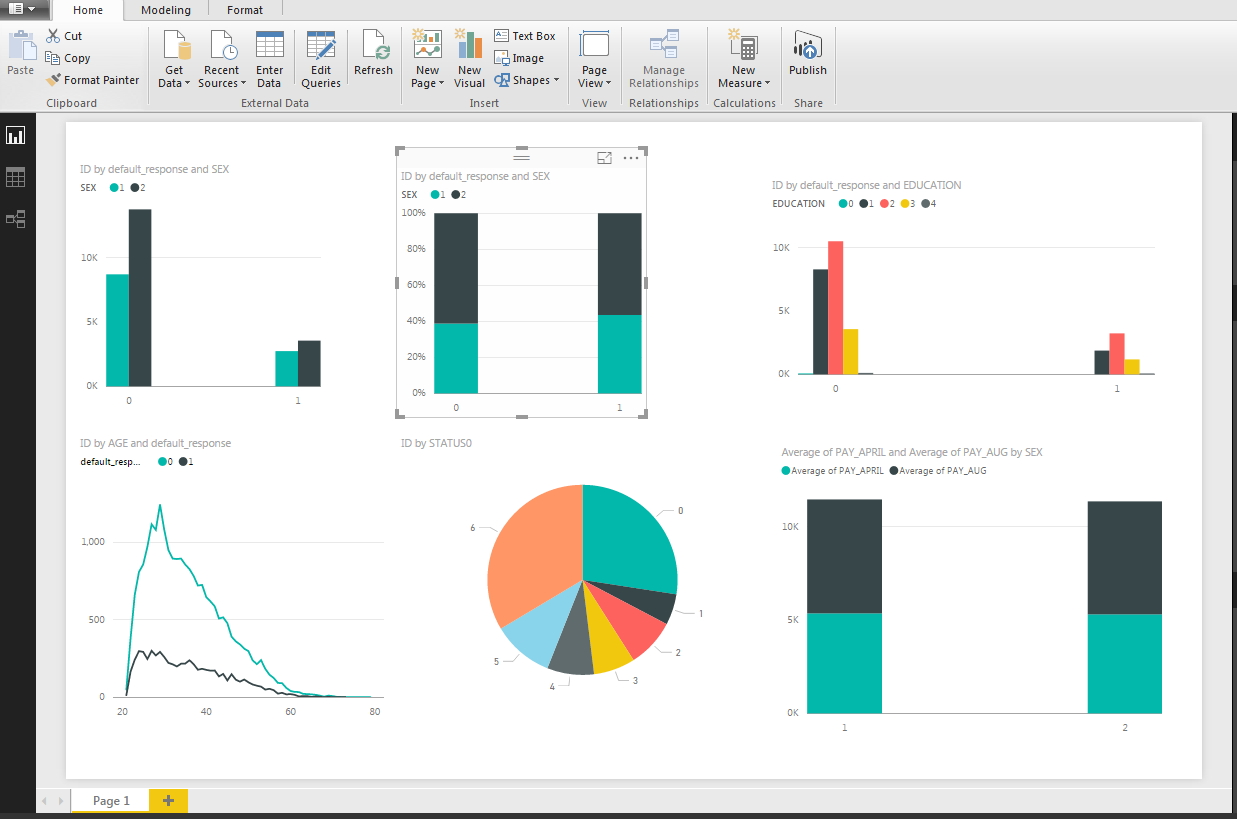 Home Modeling Format
Paste
Cut
Copy
Format Painter
Clipboard
Get Data
Recent Sources
Enter Data
Edit Queries
Refresh
External Data
New Page
New Visual
Text Box
Image
Shapes
Insert
Page View
View
Manage Relationships
Relationships
New Measure
Calculations
Publish
Share
ID by default_response and SEX
SEX 1 2
10K
5K
0K
0 1
ID by default_response and SEX
SEX 1 2
100%
80%
60%
40%
20%
0%
0 1
ID by default_response and EDUCATION
EDUCATION 0 1 2 3 4
10K
5K
0K
0 1
ID by AGE and default_response
default_resp... 0 1
1,000
500
0
20 40 60 80
ID by STATUS0
0
1
2
3
4
5
6
Average of PAY_APRIL and Average of PAY_AUG by SEX
Average of PAY_APRIL Average of PAY_AUG
10K
5K
0K
1 2
Page 1